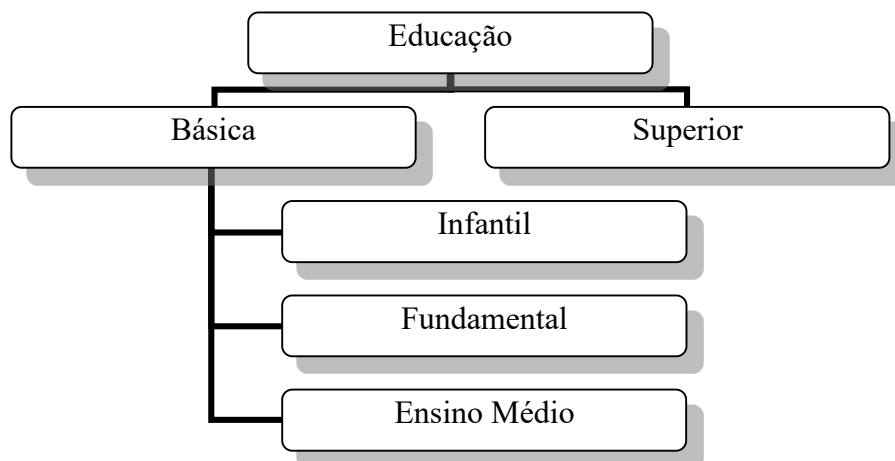 Educação
Básica
Superior
Infantil
Fundamental
Ensino Médio